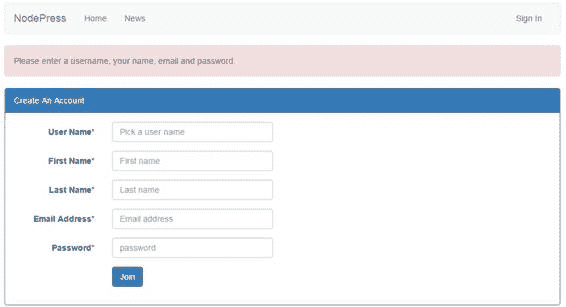 NodePress Home News Sign In
Please enter a username, your name, email and password
Create An Account
User Name* Pick a user name
First Name* First name
Last Name* Last name
Email Address* Email address
Password* password
Join